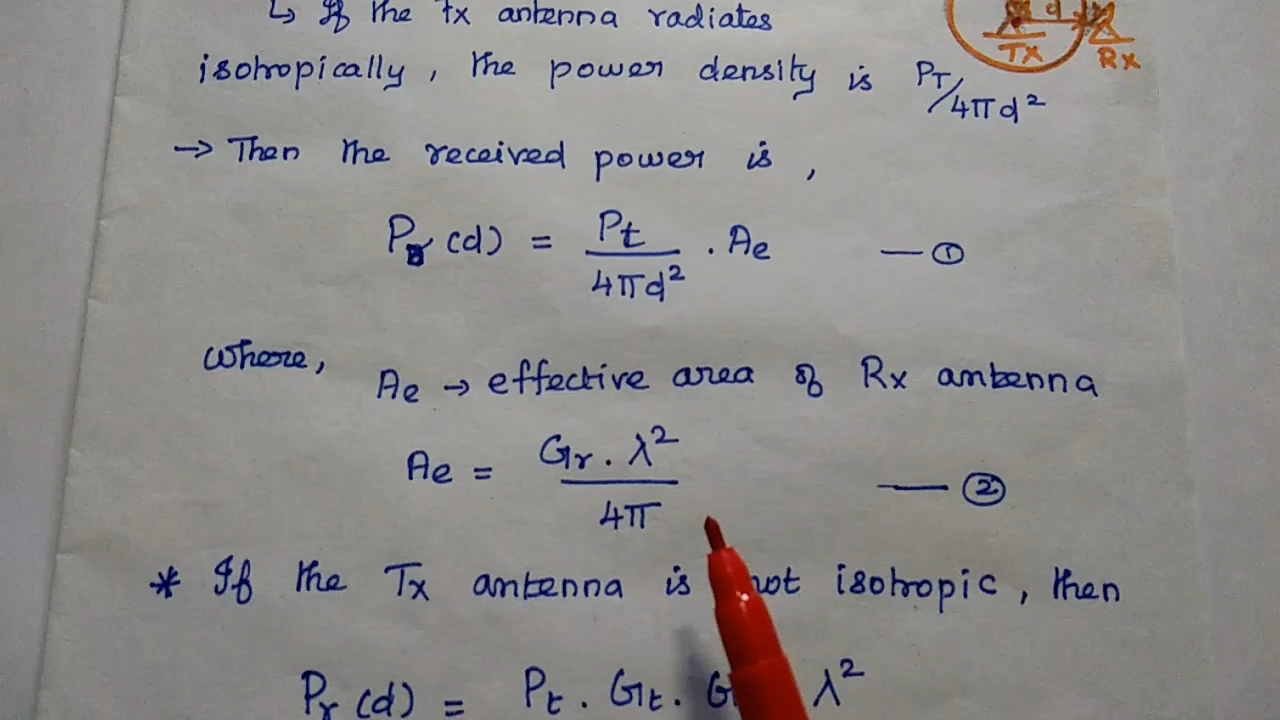 ↳ If the Tx antenna radiates
isotropically, the power density is PT/4πd²
d
Tx
Rx
→ Then the received power is,
Pr(d) = Pt/4πd² . Ae —①
Where,
Ae → effective area of Rx antenna
Ae = Gr . λ²/4π —②
* If the Tx antenna is not isotropic, then
Pr(d) = Pt . Gt . G λ²